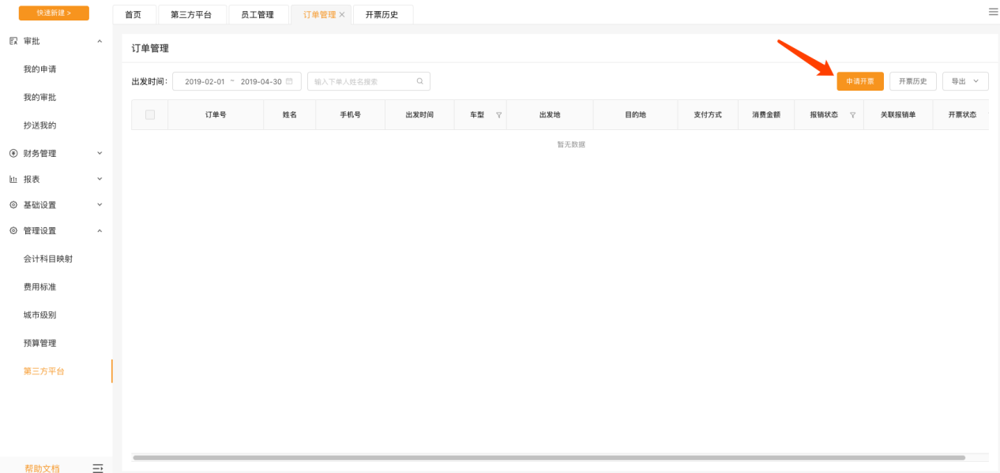 快速新建 >
首页 第三方平台 员工管理 订单管理 开票历史
审批
我的申请
我的审批
抄送我的
财务管理
报表
基础设置
管理设置
会计科目映射
费用标准
城市级别
预算管理
第三方平台
帮助文档
订单管理
出发时间: 2019-02-01 ~ 2019-04-30 输入下单人姓名搜索 申请开票 开票历史 导出
订单号 姓名 手机号 出发时间 车型 出发地 目的地 支付方式 消费金额 报销状态 关联报销单 开票状态
暂无数据